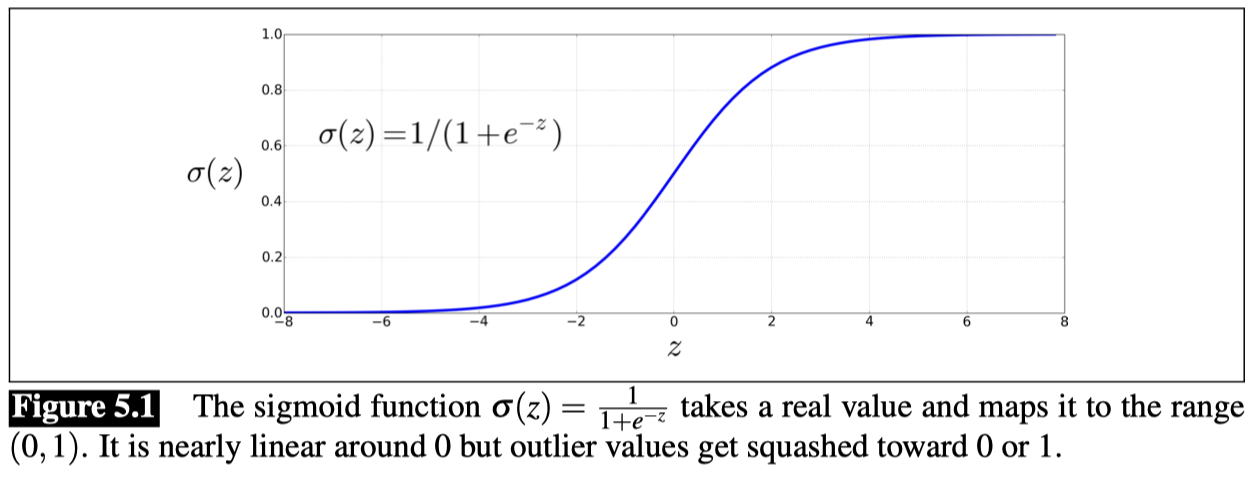 1.0
0.8
σ(z)=1/(1+e^{−z})
0.6
σ(z)
0.4
0.2
0.0
−8 −6 −4 −2 0 2 4 6 8
z
Figure 5.1 The sigmoid function σ(z) = \frac{1}{1+e^{−z}} takes a real value and maps it to the range
(0,1). It is nearly linear around 0 but outlier values get squashed toward 0 or 1.